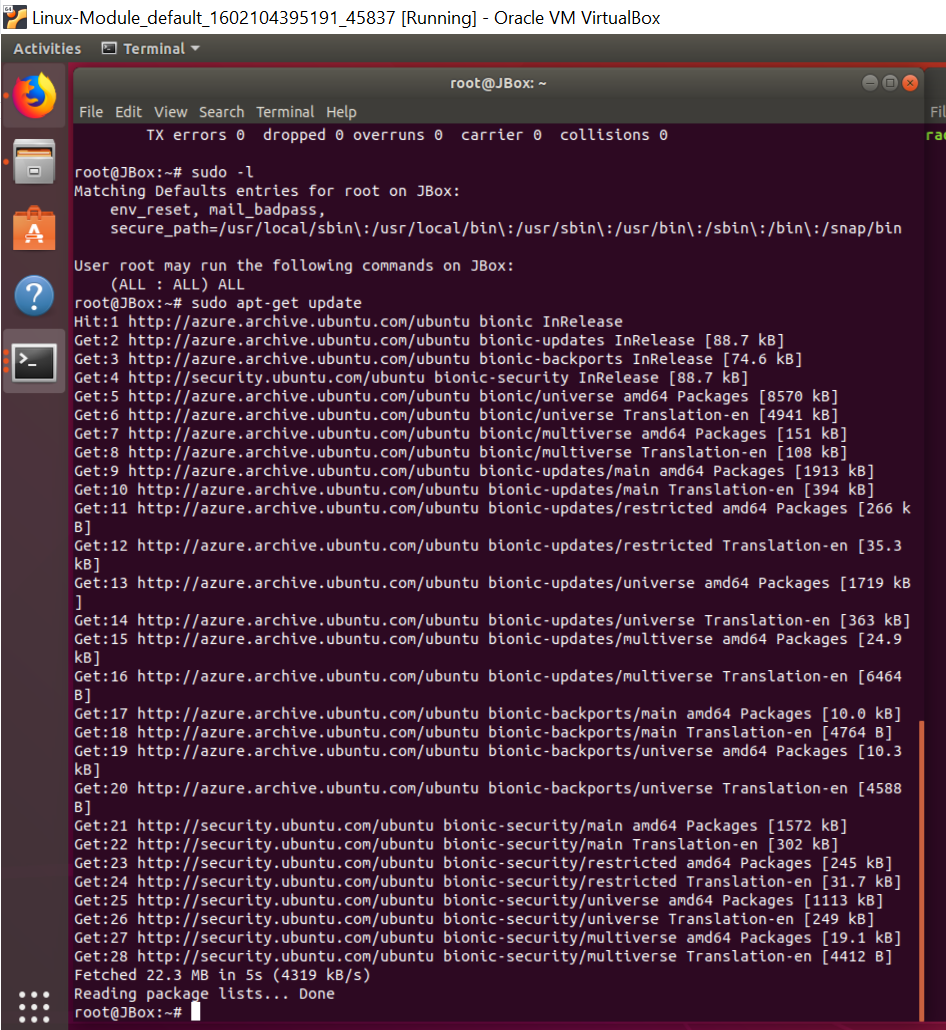 Linux-Module_default_1602104395191_45837 [Running] - Oracle VM VirtualBox
Activities Terminal
root@JBox: ~
File Edit View Search Terminal Help
Fil
TX errors 0  dropped 0 overruns 0  carrier 0  collisions 0
rac
root@JBox:~# sudo -l
Matching Defaults entries for root on JBox:
    env_reset, mail_badpass,
    secure_path=/usr/local/sbin\:/usr/local/bin\:/usr/sbin\:/usr/bin\:/sbin\:/bin\:/snap/bin
User root may run the following commands on JBox:
    (ALL : ALL) ALL
root@JBox:~# sudo apt-get update
Hit:1 http://azure.archive.ubuntu.com/ubuntu bionic InRelease
Get:2 http://azure.archive.ubuntu.com/ubuntu bionic-updates InRelease [88.7 kB]
Get:3 http://azure.archive.ubuntu.com/ubuntu bionic-backports InRelease [74.6 kB]
Get:4 http://security.ubuntu.com/ubuntu bionic-security InRelease [88.7 kB]
Get:5 http://azure.archive.ubuntu.com/ubuntu bionic/universe amd64 Packages [8570 kB]
Get:6 http://azure.archive.ubuntu.com/ubuntu bionic/universe Translation-en [4941 kB]
Get:7 http://azure.archive.ubuntu.com/ubuntu bionic/multiverse amd64 Packages [151 kB]
Get:8 http://azure.archive.ubuntu.com/ubuntu bionic/multiverse Translation-en [108 kB]
Get:9 http://azure.archive.ubuntu.com/ubuntu bionic-updates/main amd64 Packages [1913 kB]
Get:10 http://azure.archive.ubuntu.com/ubuntu bionic-updates/main Translation-en [394 kB]
Get:11 http://azure.archive.ubuntu.com/ubuntu bionic-updates/restricted amd64 Packages [266 k
B]
Get:12 http://azure.archive.ubuntu.com/ubuntu bionic-updates/restricted Translation-en [35.3
kB]
Get:13 http://azure.archive.ubuntu.com/ubuntu bionic-updates/universe amd64 Packages [1719 kB
]
Get:14 http://azure.archive.ubuntu.com/ubuntu bionic-updates/universe Translation-en [363 kB]
Get:15 http://azure.archive.ubuntu.com/ubuntu bionic-updates/multiverse amd64 Packages [24.9
kB]
Get:16 http://azure.archive.ubuntu.com/ubuntu bionic-updates/multiverse Translation-en [6464
B]
Get:17 http://azure.archive.ubuntu.com/ubuntu bionic-backports/main amd64 Packages [10.0 kB]
Get:18 http://azure.archive.ubuntu.com/ubuntu bionic-backports/main Translation-en [4764 B]
Get:19 http://azure.archive.ubuntu.com/ubuntu bionic-backports/universe amd64 Packages [10.3
kB]
Get:20 http://azure.archive.ubuntu.com/ubuntu bionic-backports/universe Translation-en [4588
B]
Get:21 http://security.ubuntu.com/ubuntu bionic-security/main amd64 Packages [1572 kB]
Get:22 http://security.ubuntu.com/ubuntu bionic-security/main Translation-en [302 kB]
Get:23 http://security.ubuntu.com/ubuntu bionic-security/restricted amd64 Packages [245 kB]
Get:24 http://security.ubuntu.com/ubuntu bionic-security/restricted Translation-en [31.7 kB]
Get:25 http://security.ubuntu.com/ubuntu bionic-security/universe amd64 Packages [1113 kB]
Get:26 http://security.ubuntu.com/ubuntu bionic-security/universe Translation-en [249 kB]
Get:27 http://security.ubuntu.com/ubuntu bionic-security/multiverse amd64 Packages [19.1 kB]
Get:28 http://security.ubuntu.com/ubuntu bionic-security/multiverse Translation-en [4412 B]
Fetched 22.3 MB in 5s (4319 kB/s)
Reading package lists... Done
root@JBox:~#